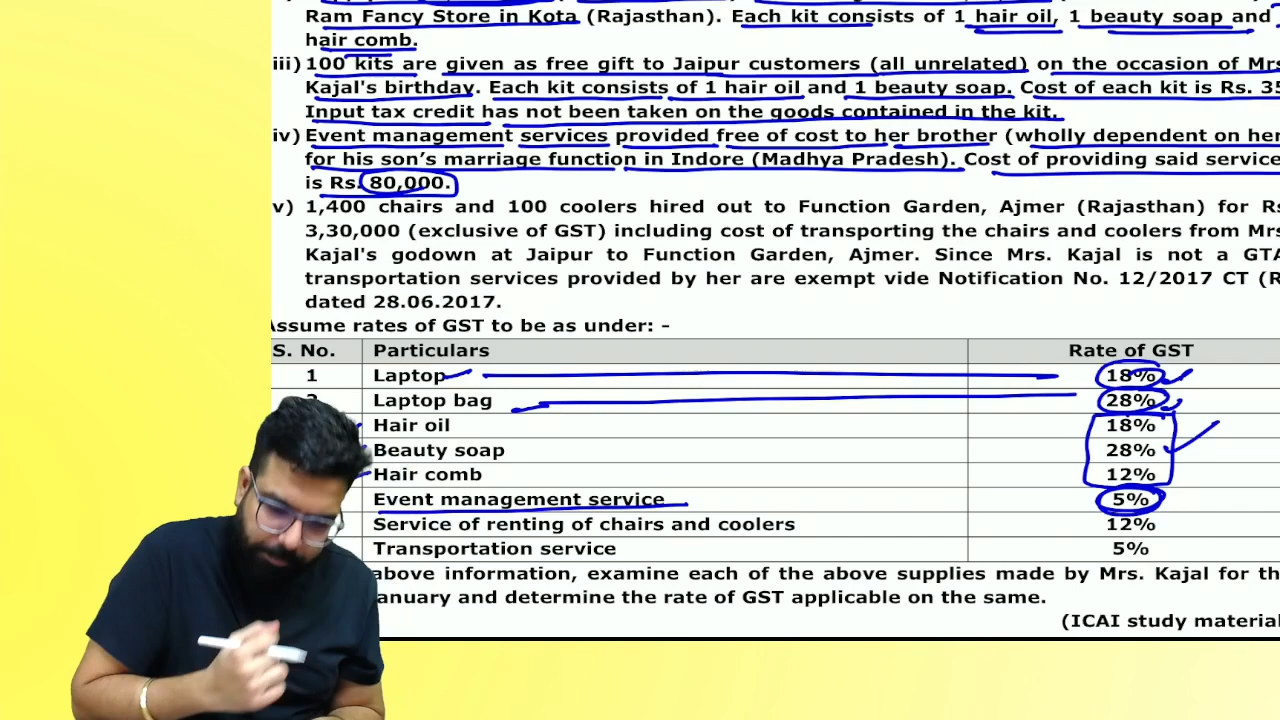 Ram Fancy Store in Kota (Rajasthan). Each kit consists of 1 hair oil, 1 beauty soap and
hair comb.
iii) 100 kits are given as free gift to Jaipur customers (all unrelated) on the occasion of Mrs
Kajal's birthday. Each kit consists of 1 hair oil and 1 beauty soap. Cost of each kit is Rs. 35
Input tax credit has not been taken on the goods contained in the kit.
iv) Event management services provided free of cost to her brother (wholly dependent on her
for his son's marriage function in Indore (Madhya Pradesh). Cost of providing said service
is Rs. 80,000.
v) 1,400 chairs and 100 coolers hired out to Function Garden, Ajmer (Rajasthan) for Rs
3,30,000 (exclusive of GST) including cost of transporting the chairs and coolers from Mrs
Kajal's godown at Jaipur to Function Garden, Ajmer. Since Mrs. Kajal is not a GTA
transportation services provided by her are exempt vide Notification No. 12/2017 CT (R
dated 28.06.2017.
Assume rates of GST to be as under: -
S. No. Particulars Rate of GST
1 Laptop 18%
Laptop bag 28%
Hair oil 18%
Beauty soap 28%
Hair comb 12%
Event management service 5%
Service of renting of chairs and coolers 12%
Transportation service 5%
above information, examine each of the above supplies made by Mrs. Kajal for th
anuary and determine the rate of GST applicable on the same.
(ICAI study material